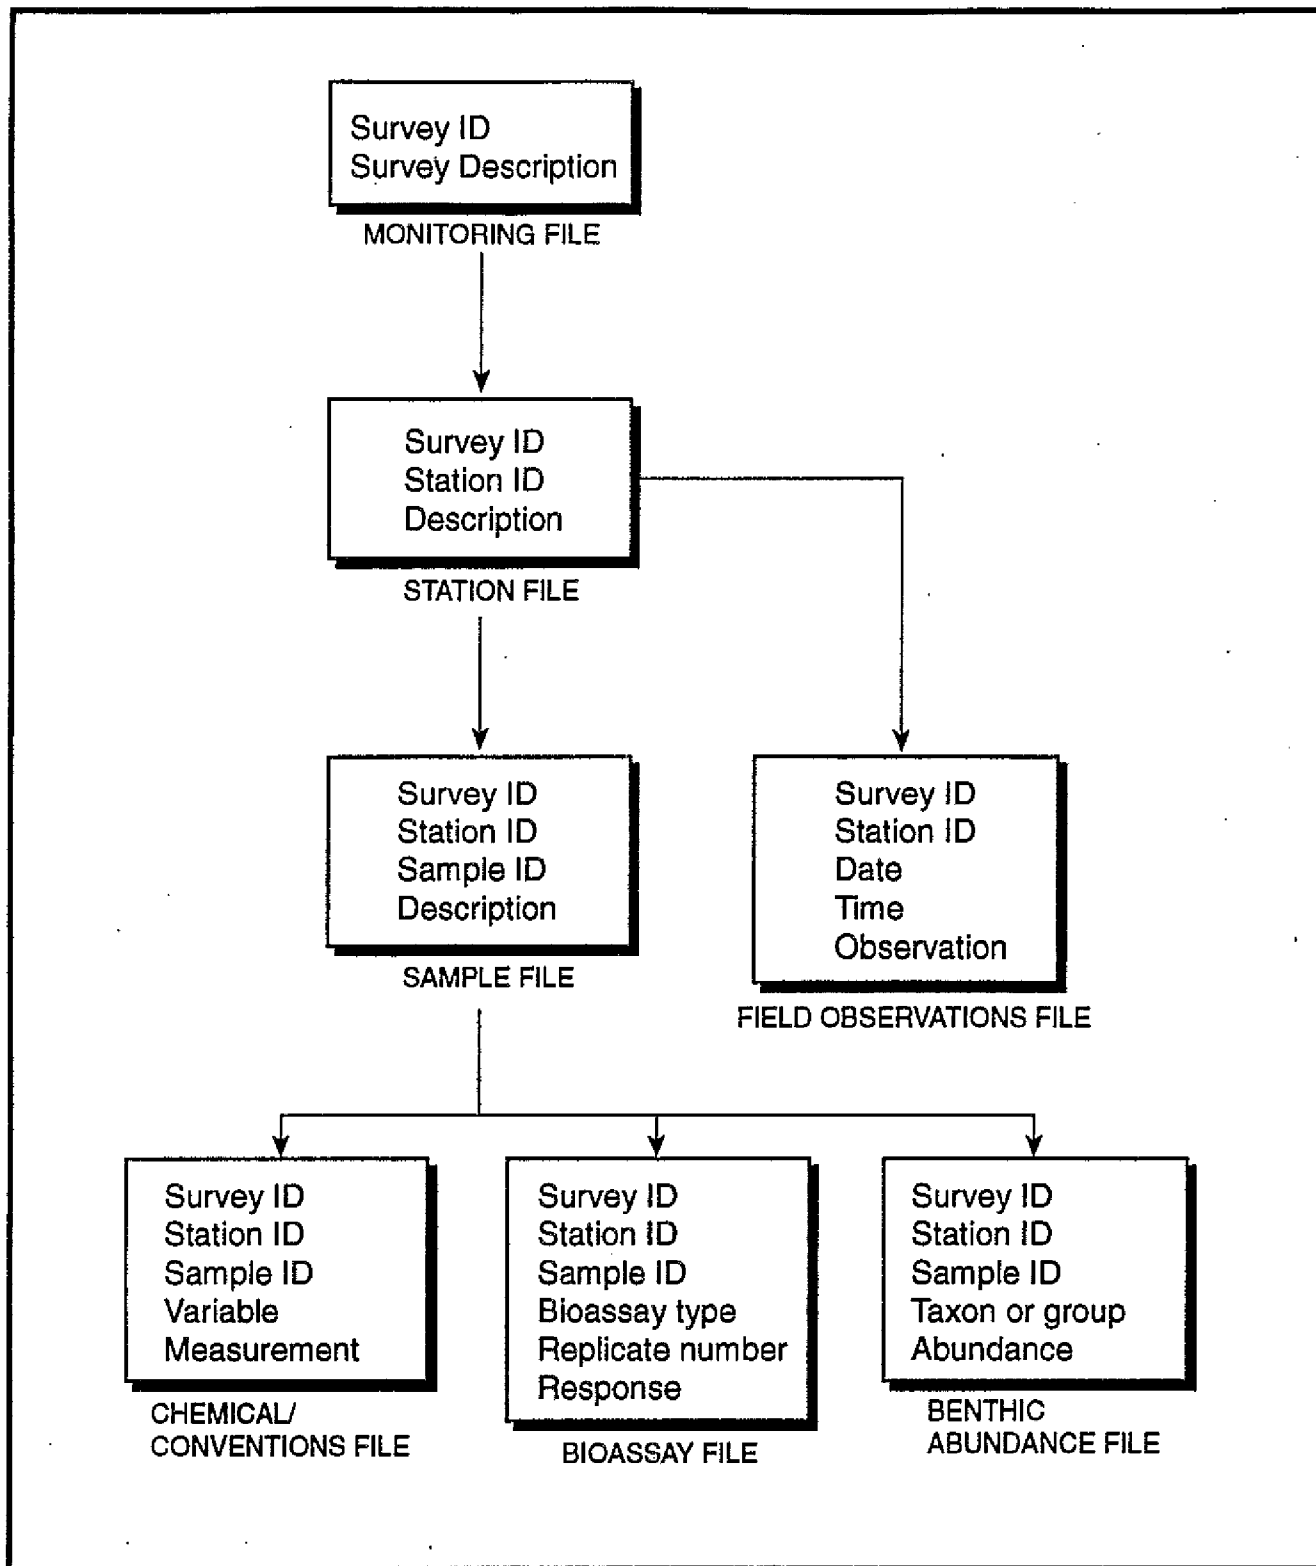 Survey ID
Survey Description
MONITORING FILE
Survey ID
Station ID
Description
STATION FILE
Survey ID
Station ID
Sample ID
Description
SAMPLE FILE
Survey ID
Station ID
Date
Time
Observation
FIELD OBSERVATIONS FILE
Survey ID
Station ID
Sample ID
Variable
Measurement
CHEMICAL/
CONVENTIONS FILE
Survey ID
Station ID
Sample ID
Bioassay type
Replicate number
Response
BIOASSAY FILE
Survey ID
Station ID
Sample ID
Taxon or group
Abundance
BENTHIC
ABUNDANCE FILE